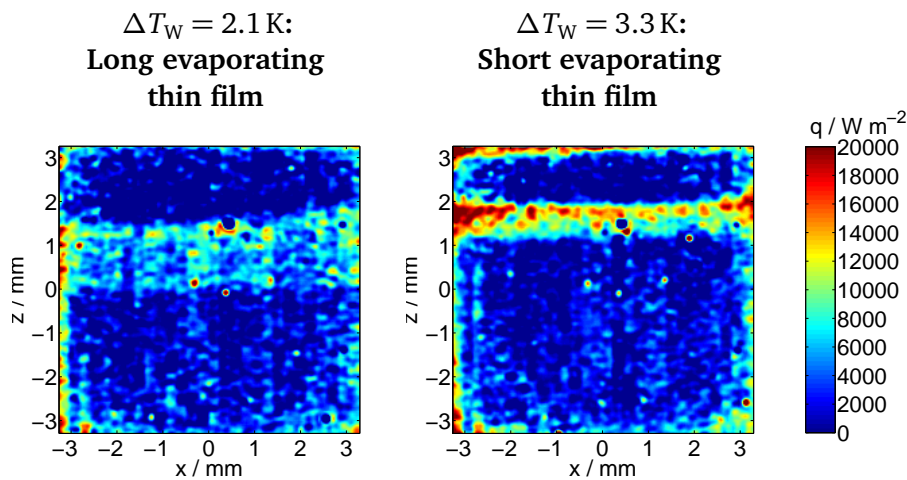 ΔT_W = 2.1 K:
Long evaporating
thin film
ΔT_W = 3.3 K:
Short evaporating
thin film
z / mm
3
2
1
0
−1
−2
−3
−3 −2 −1 0 1 2 3
x / mm
z / mm
3
2
1
0
−1
−2
−3
−3 −2 −1 0 1 2 3
x / mm
q / W m⁻²
20000
18000
16000
14000
12000
10000
8000
6000
4000
2000
0